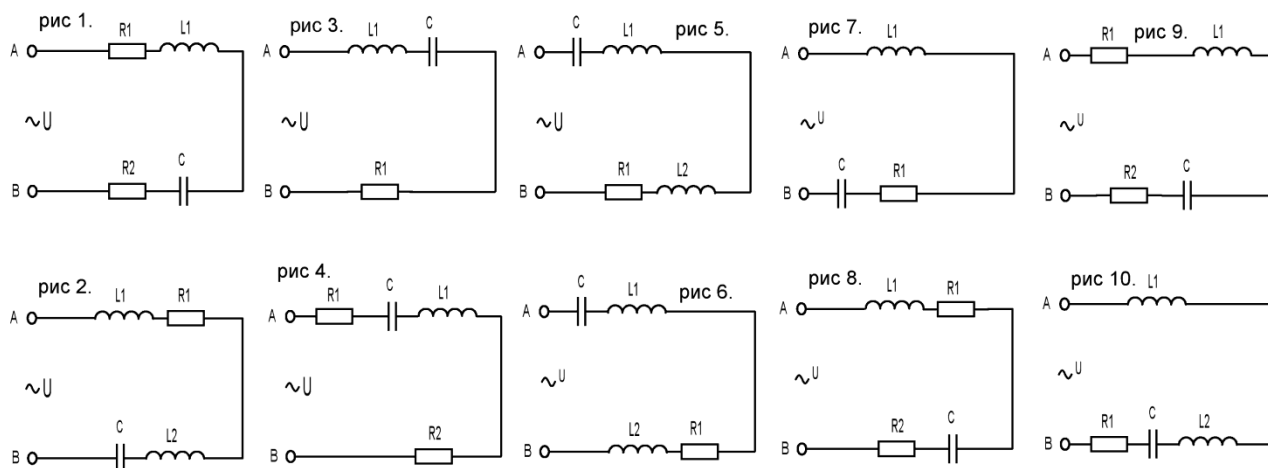 рис 1.
R1 L1
A
~U
R2 C
B
рис 3.
L1 C
A
~U
R1
B
рис 5.
C L1
A
~U
R1 L2
B
рис 7.
L1
A
~U
C R1
B
рис 9.
R1 L1
A
~U
R2 C
B
рис 2.
L1 R1
A
~U
C L2
B
рис 4.
R1 C L1
A
~U
R2
B
рис 6.
C L1
A
~U
L2 R1
B
рис 8.
L1 R1
A
~U
R2 C
B
рис 10.
L1
A
~U
R1 C L2
B